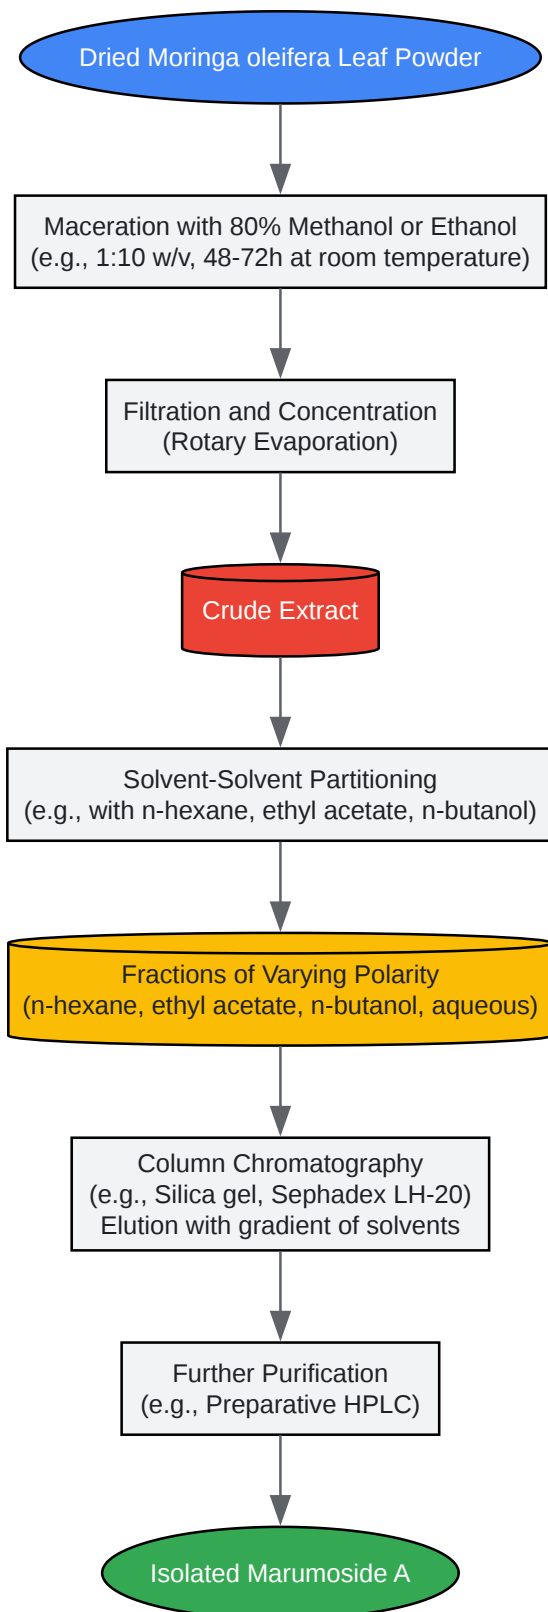 Dried Moringa oleifera Leaf Powder
Maceration with 80% Methanol or Ethanol
(e.g., 1:10 w/v, 48-72h at room temperature)
Filtration and Concentration
(Rotary Evaporation)
Crude Extract
Solvent-Solvent Partitioning
(e.g., with n-hexane, ethyl acetate, n-butanol)
Fractions of Varying Polarity
(n-hexane, ethyl acetate, n-butanol, aqueous)
Column Chromatography
(e.g., Silica gel, Sephadex LH-20)
Elution with gradient of solvents
Further Purification
(e.g., Preparative HPLC)
Isolated Marumoside A